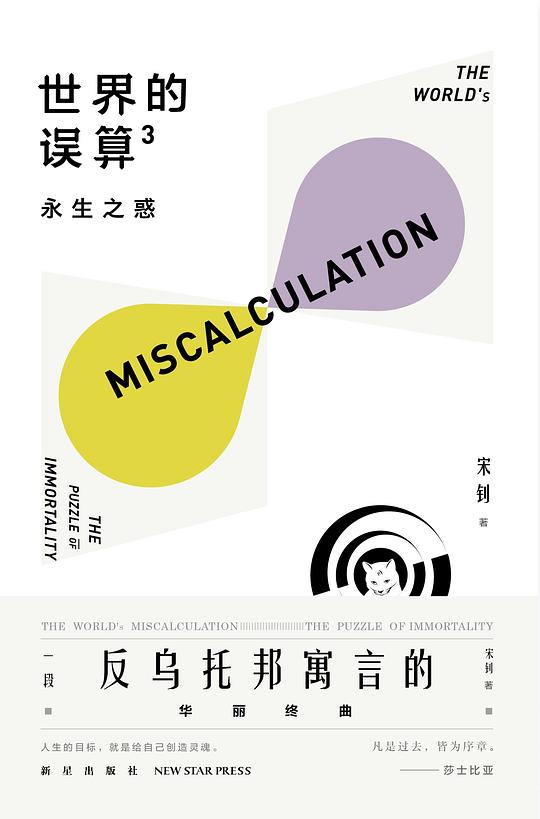 世界的
误算3
永生之惑
THE
WORLD's
MISCALCULATION
THE
PUZZLE OF
IMMORTALITY
宋钊 著
THE WORLD's MISCALCULATION THE PUZZLE OF IMMORTALITY
一段
反乌托邦寓言的
华丽终曲
宋钊 著
人生的目标,就是给自己创造灵魂。
凡是过去,皆为序章。
新星出版社 NEW STAR PRESS
——莎士比亚